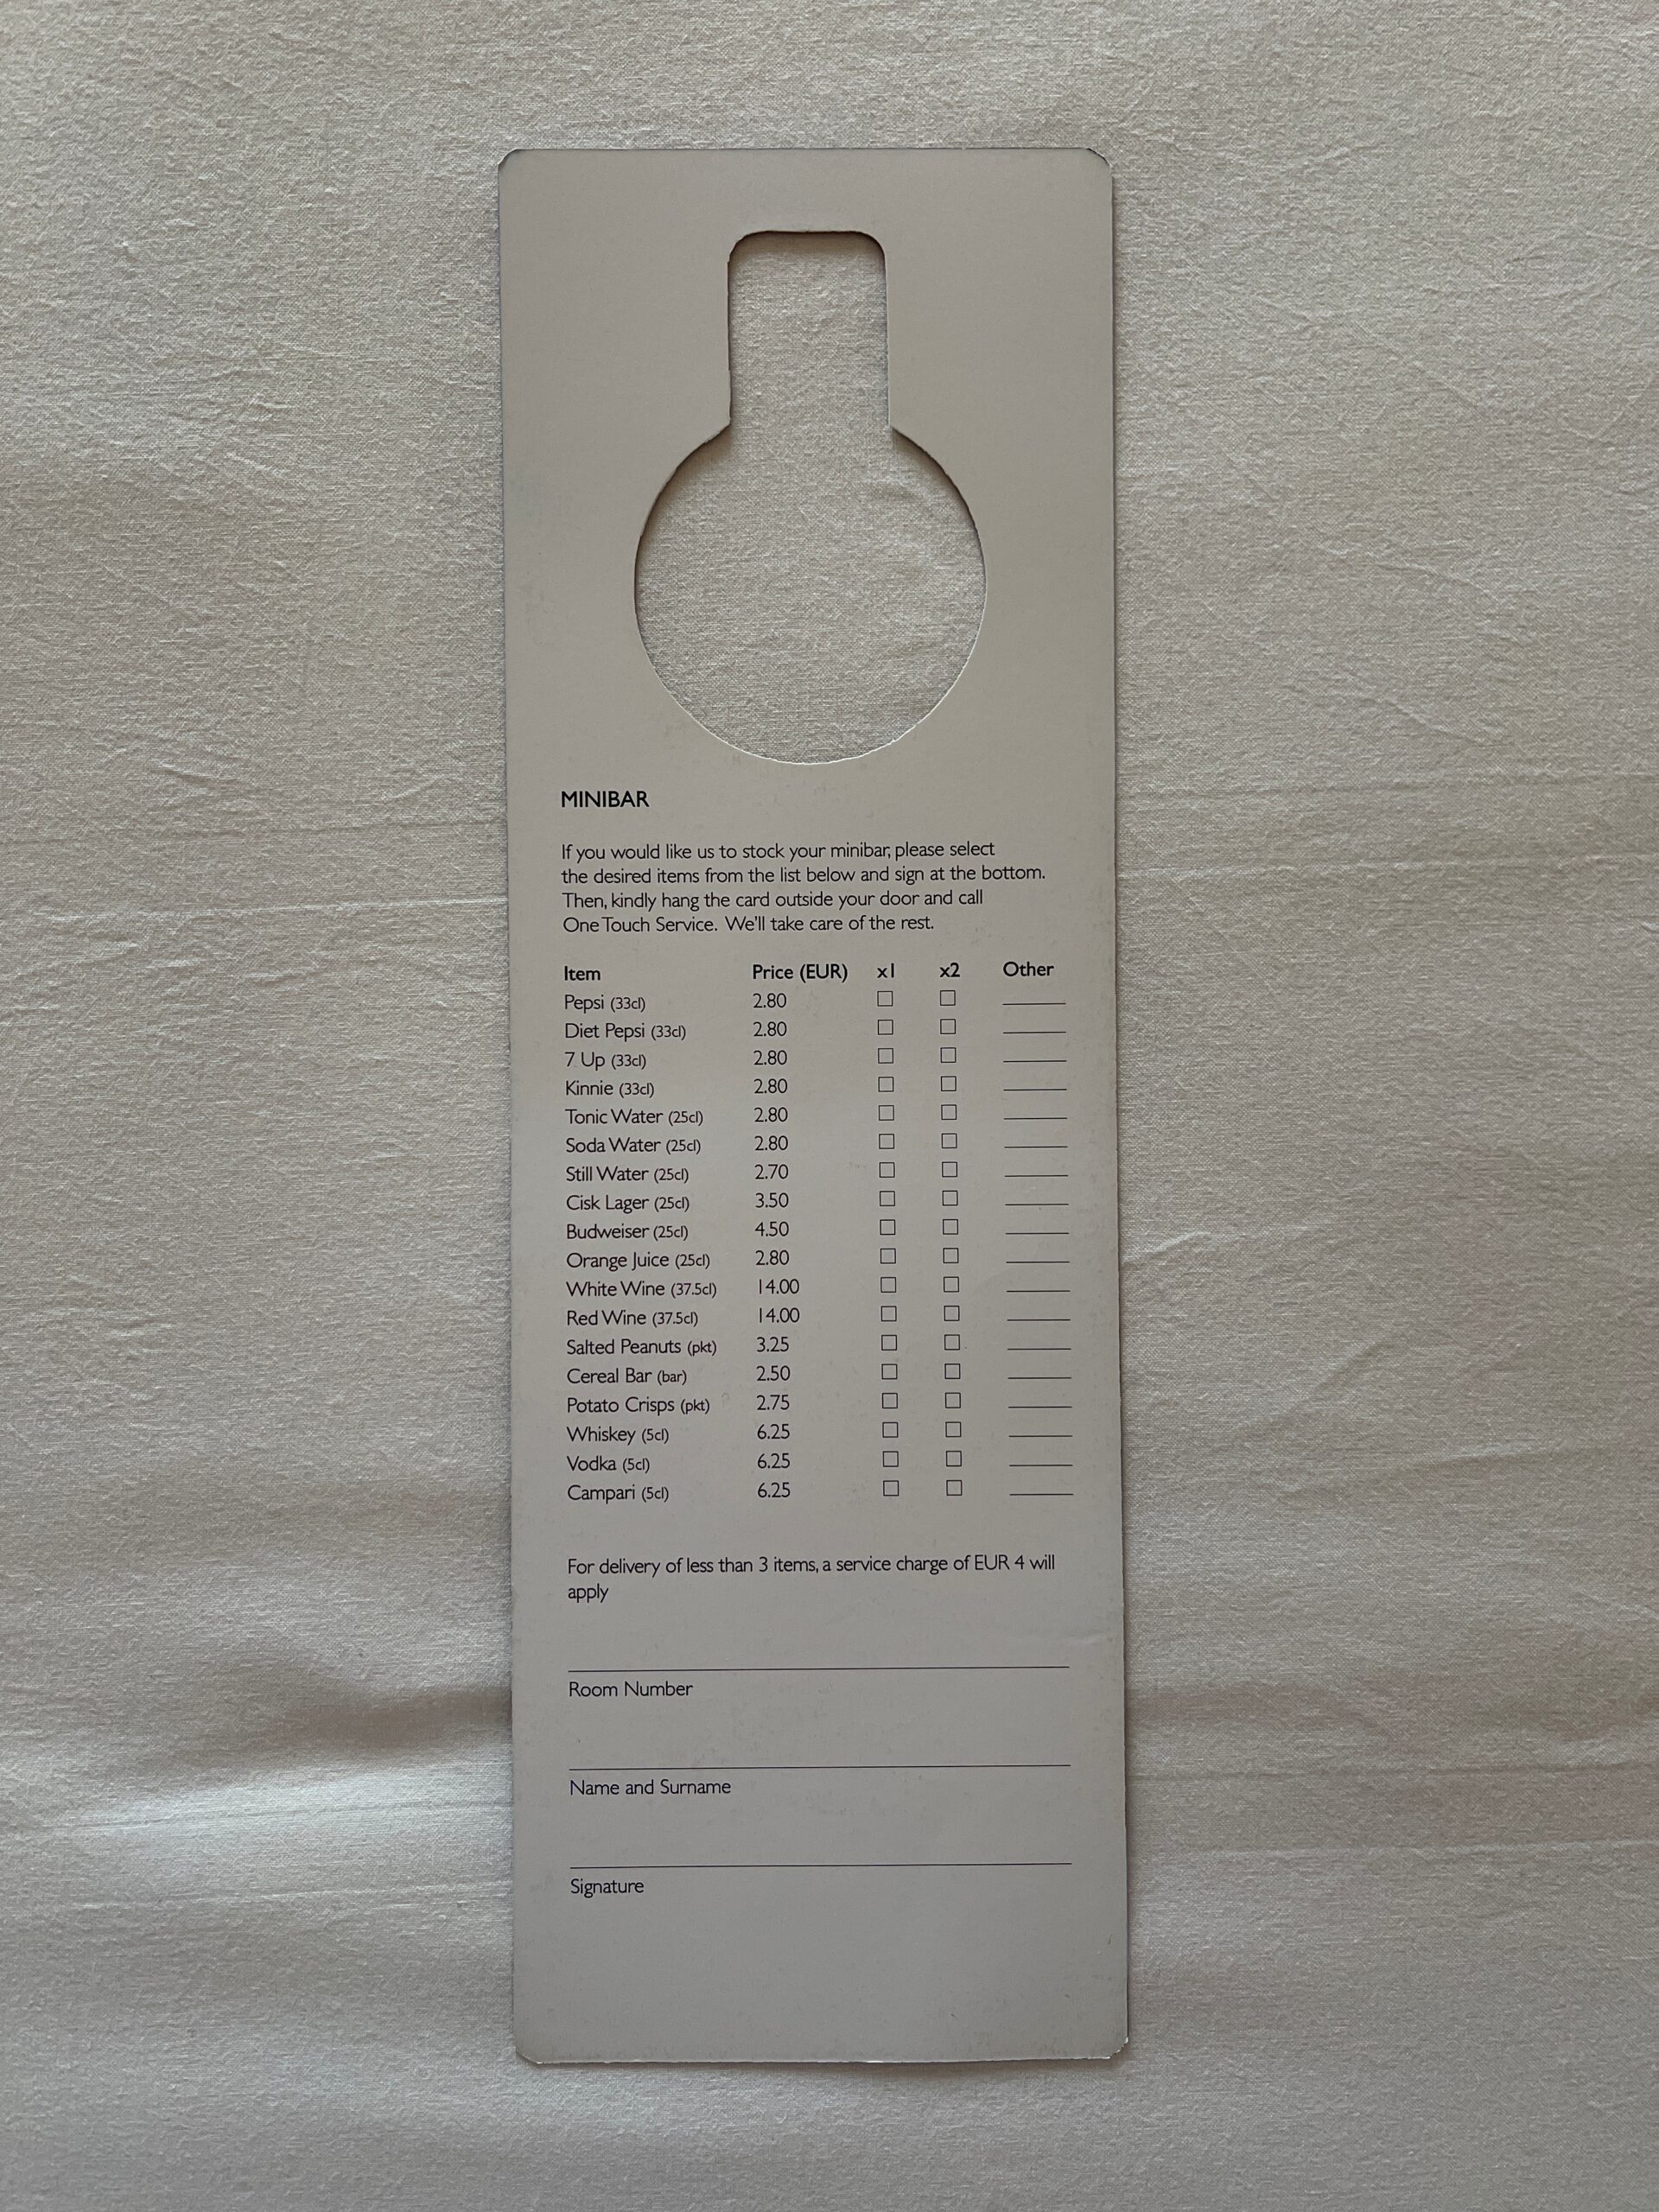 MINIBAR
If you would like us to stock your minibar, please select
the desired items from the list below and sign at the bottom.
Then, kindly hang the card outside your door and call
One Touch Service. We'll take care of the rest.
Item Price (EUR) x1 x2 Other
Pepsi (33cl) 2.80
Diet Pepsi (33cl) 2.80
7 Up (33cl) 2.80
Kinnie (33cl) 2.80
Tonic Water (25cl) 2.80
Soda Water (25cl) 2.80
Still Water (25cl) 2.70
Cisk Lager (25cl) 3.50
Budweiser (25cl) 4.50
Orange Juice (25cl) 2.80
White Wine (37.5cl) 14.00
Red Wine (37.5cl) 14.00
Salted Peanuts (pkt) 3.25
Cereal Bar (bar) 2.50
Potato Crisps (pkt) 2.75
Whiskey (5cl) 6.25
Vodka (5cl) 6.25
Campari (5cl) 6.25
For delivery of less than 3 items, a service charge of EUR 4 will
apply
Room Number
Name and Surname
Signature